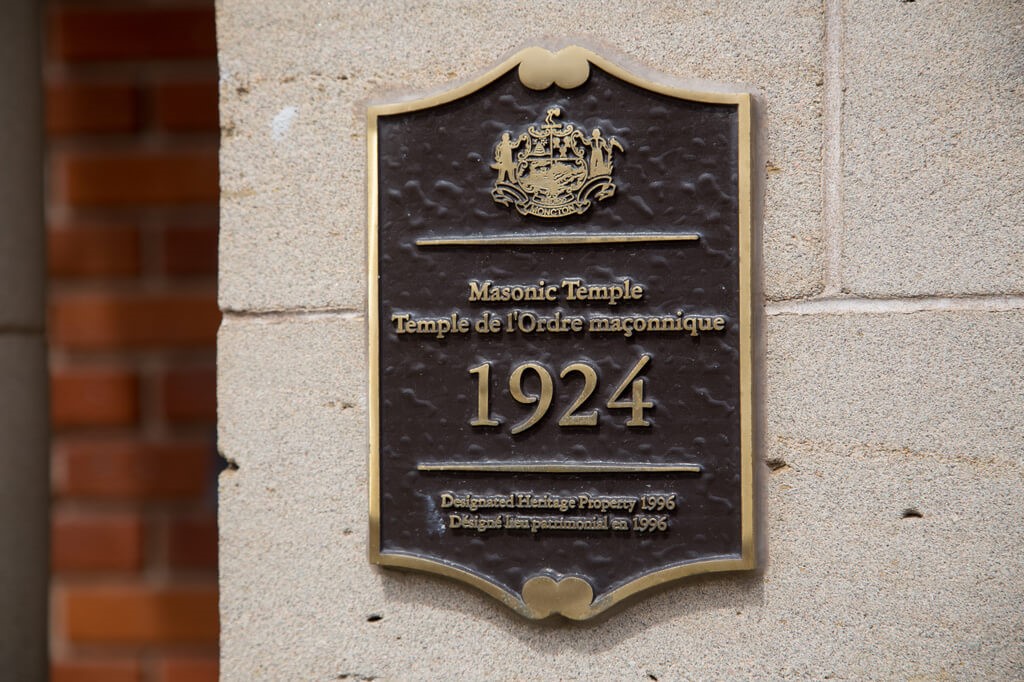 MONCTON
Masonic Temple
Temple de l'Ordre maçonnique
1924
Designated Heritage Property 1996
Désigné lieu patrimonial en 1996